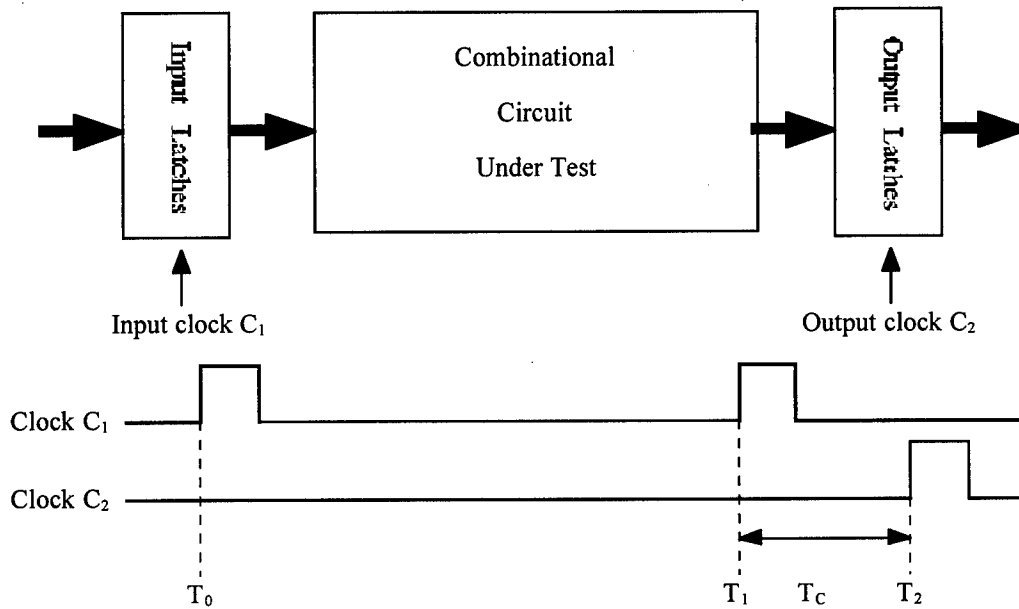 Input Latches
Combinational
Circuit
Under Test
Output Latches
Input clock C₁
Output clock C₂
Clock C₁
Clock C₂
T₀
T₁
T_C
T₂